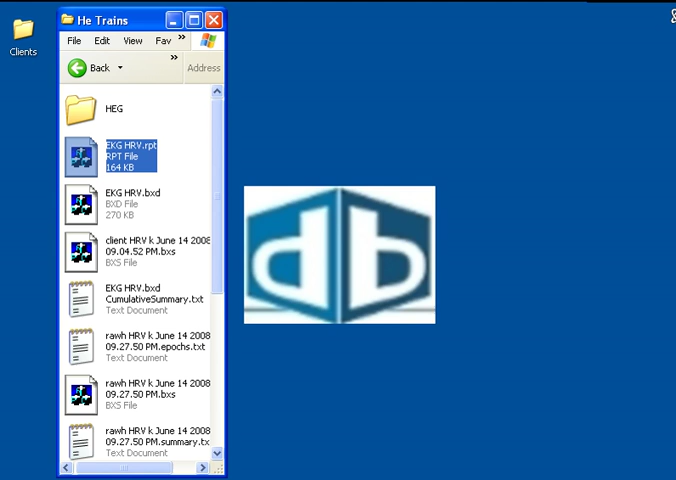 Clients
He Trains
File Edit View Fav »
Back » Address
HEG
EKG HRV.rpt
RPT File
164 KB
EKG HRV.bxd
BXD File
270 KB
client HRV k June 14 2008
09.04.52 PM.bxs
BXS File
EKG HRV.bxd
CumulativeSummary.txt
Text Document
rawh HRV k June 14 2008
09.27.50 PM.epochs.txt
Text Document
rawh HRV k June 14 2008
09.27.50 PM.bxs
BXS File
rawh HRV k June 14 2008
09.27.50 PM.summary.tx
Text Document
db